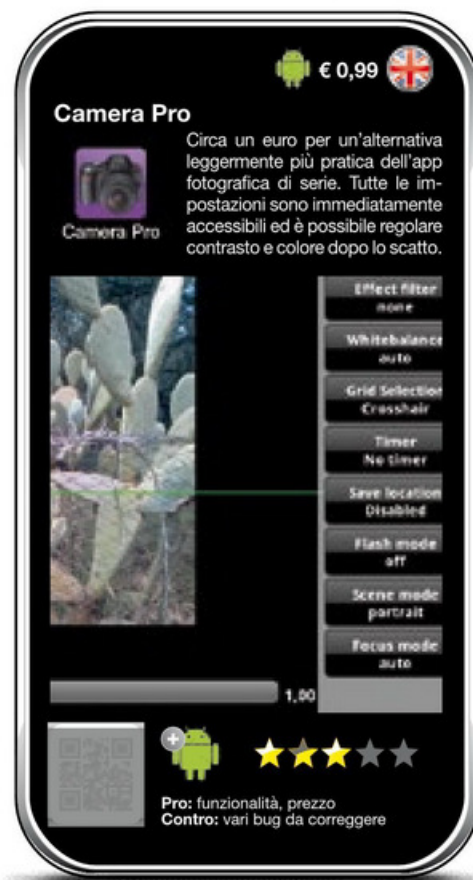 € 0,99
Camera Pro
Circa un euro per un'alternativa
leggermente più pratica dell'app
fotografica di serie. Tutte le im-
postazioni sono immediatamente
accessibili ed è possibile regolare
contrasto e colore dopo lo scatto.
Camera Pro
Effect filter
none
Whitebalance
auto
Grid Selection
Crosshair
Timer
No timer
Save location
Disabled
Flash mode
off
Scene mode
portrait
Focus mode
auto
1,00
Pro: funzionalità, prezzo
Contro: vari bug da correggere